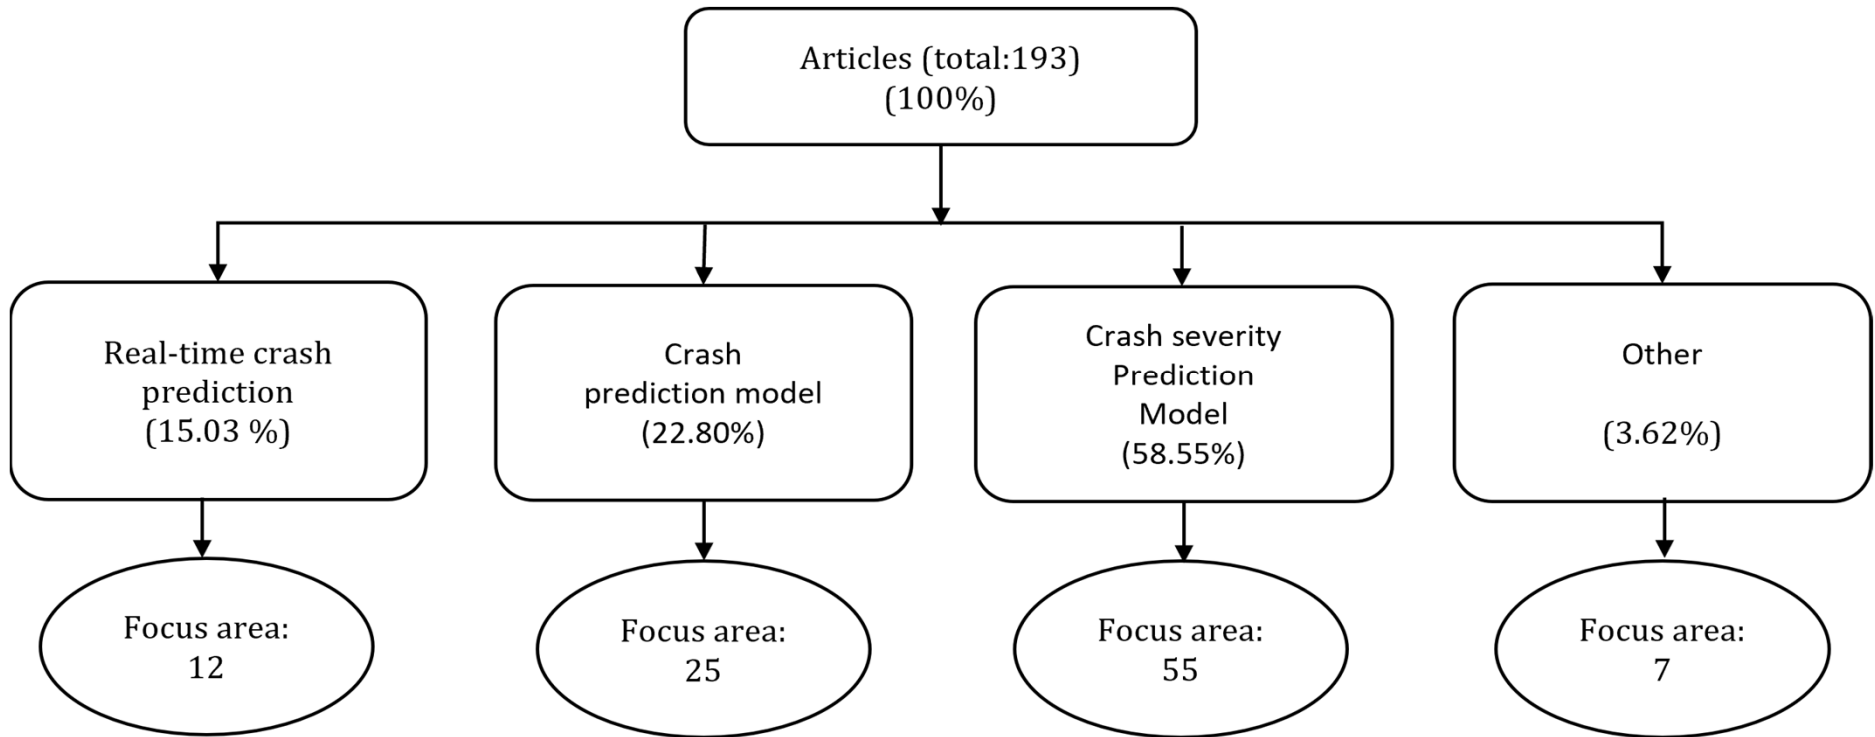 Articles (total:193)
(100%)
Real-time crash
prediction
(15.03 %)
Crash
prediction model
(22.80%)
Crash severity
Prediction
Model
(58.55%)
Other
(3.62%)
Focus area:
12
Focus area:
25
Focus area:
55
Focus area:
7